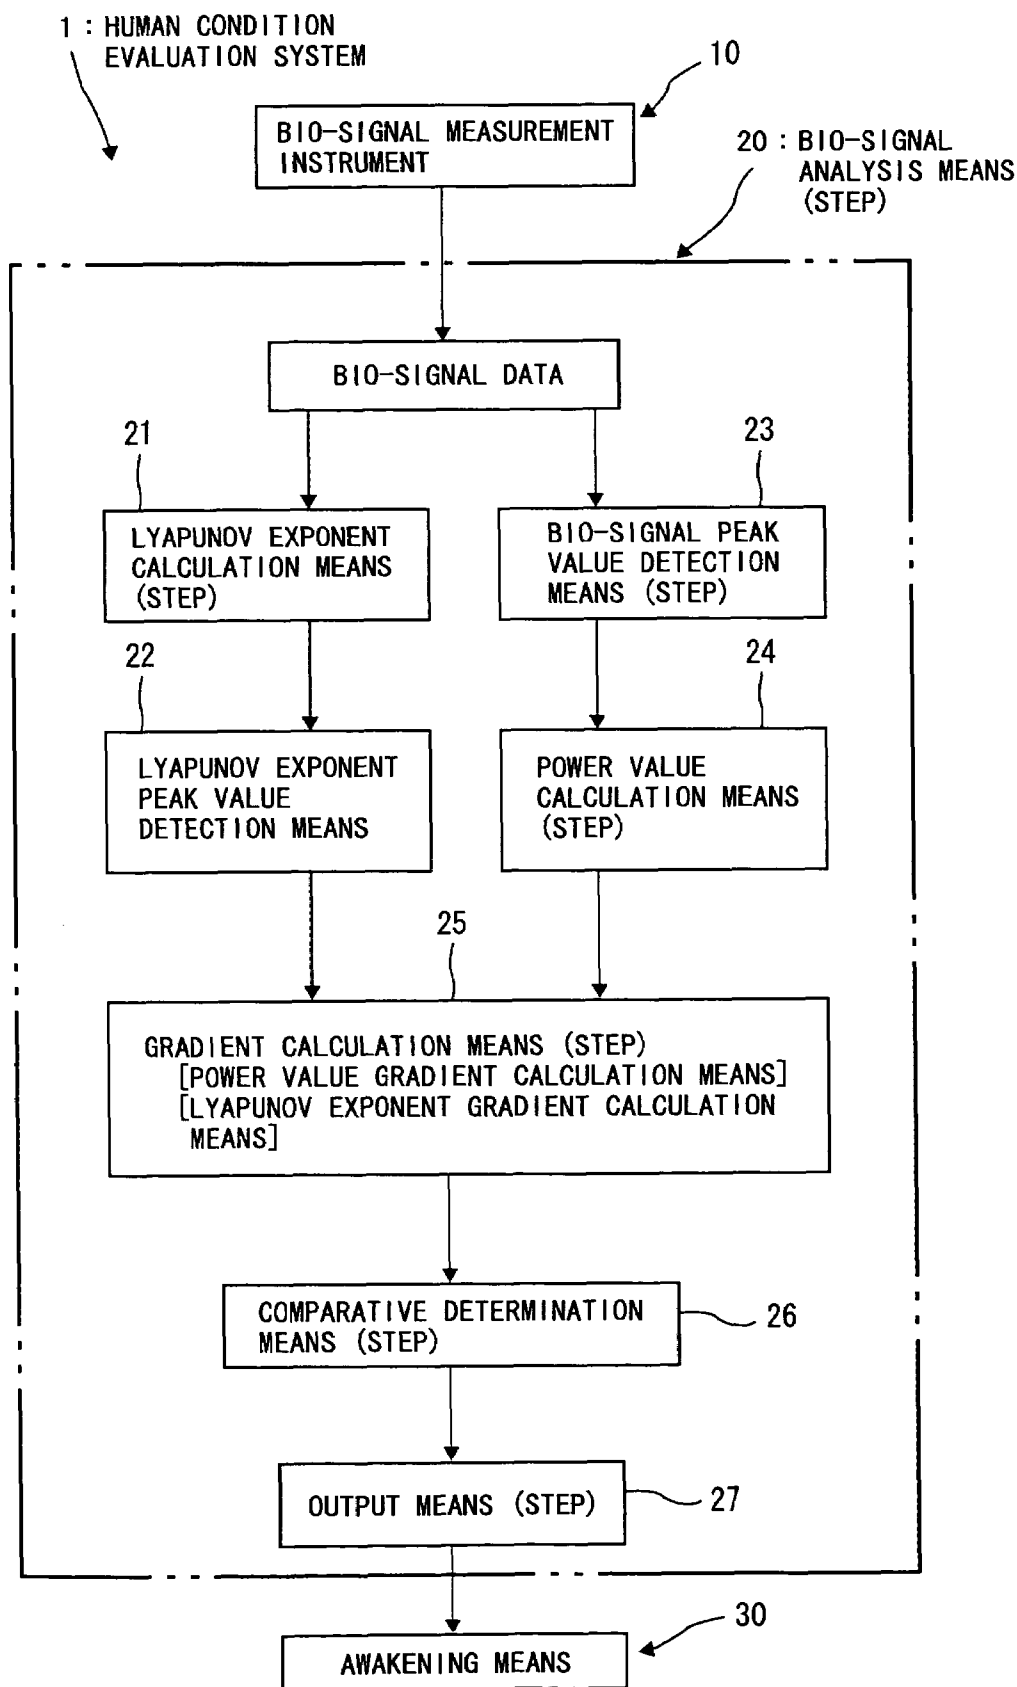 1 : HUMAN CONDITION
EVALUATION SYSTEM
10
BIO-SIGNAL MEASUREMENT
INSTRUMENT
20 : BIO-SIGNAL
ANALYSIS MEANS
(STEP)
BIO-SIGNAL DATA
21
23
LYAPUNOV EXPONENT
CALCULATION MEANS
(STEP)
BIO-SIGNAL PEAK
VALUE DETECTION
MEANS (STEP)
22
24
LYAPUNOV EXPONENT
PEAK VALUE
DETECTION MEANS
POWER VALUE
CALCULATION MEANS
(STEP)
25
GRADIENT CALCULATION MEANS (STEP)
[POWER VALUE GRADIENT CALCULATION MEANS]
[LYAPUNOV EXPONENT GRADIENT CALCULATION
MEANS]
COMPARATIVE DETERMINATION
MEANS (STEP)
26
OUTPUT MEANS (STEP)
27
30
AWAKENING MEANS